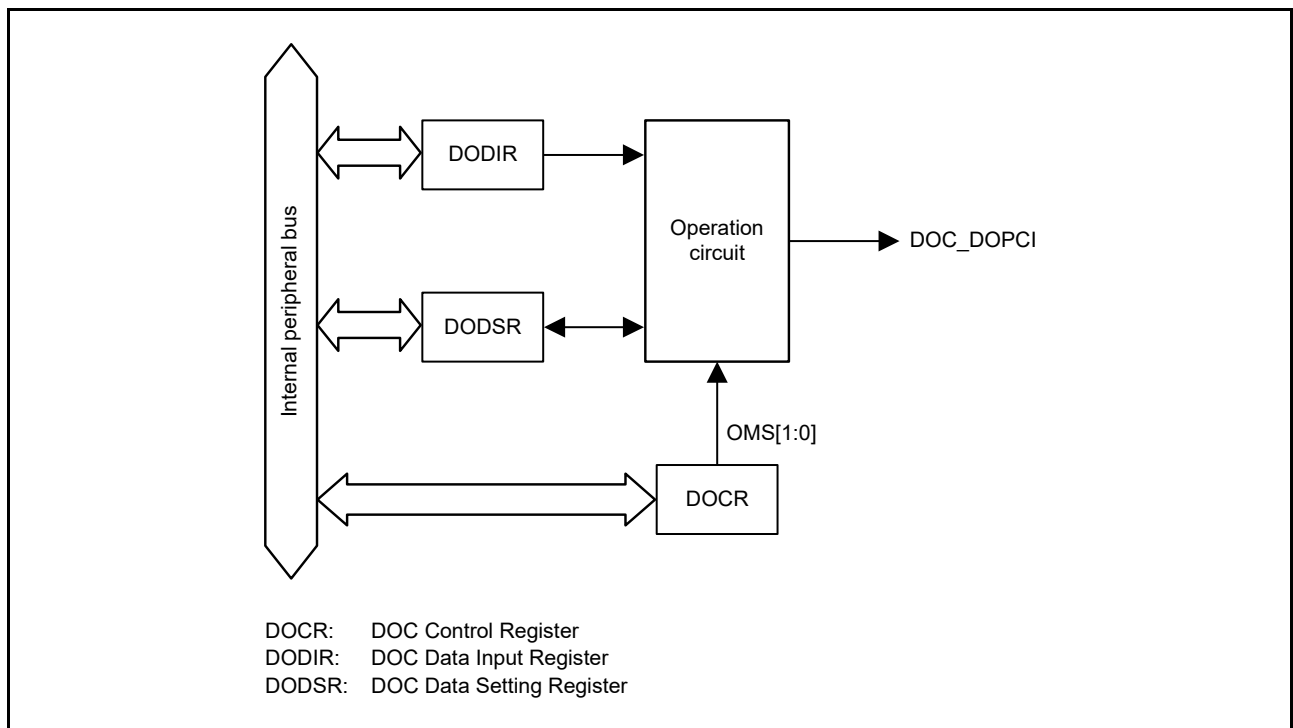 Internal peripheral bus
DODIR
DODSR
Operation
circuit
DOC_DOPCI
OMS[1:0]
DOCR
DOCR: DOC Control Register
DODIR: DOC Data Input Register
DODSR: DOC Data Setting Register